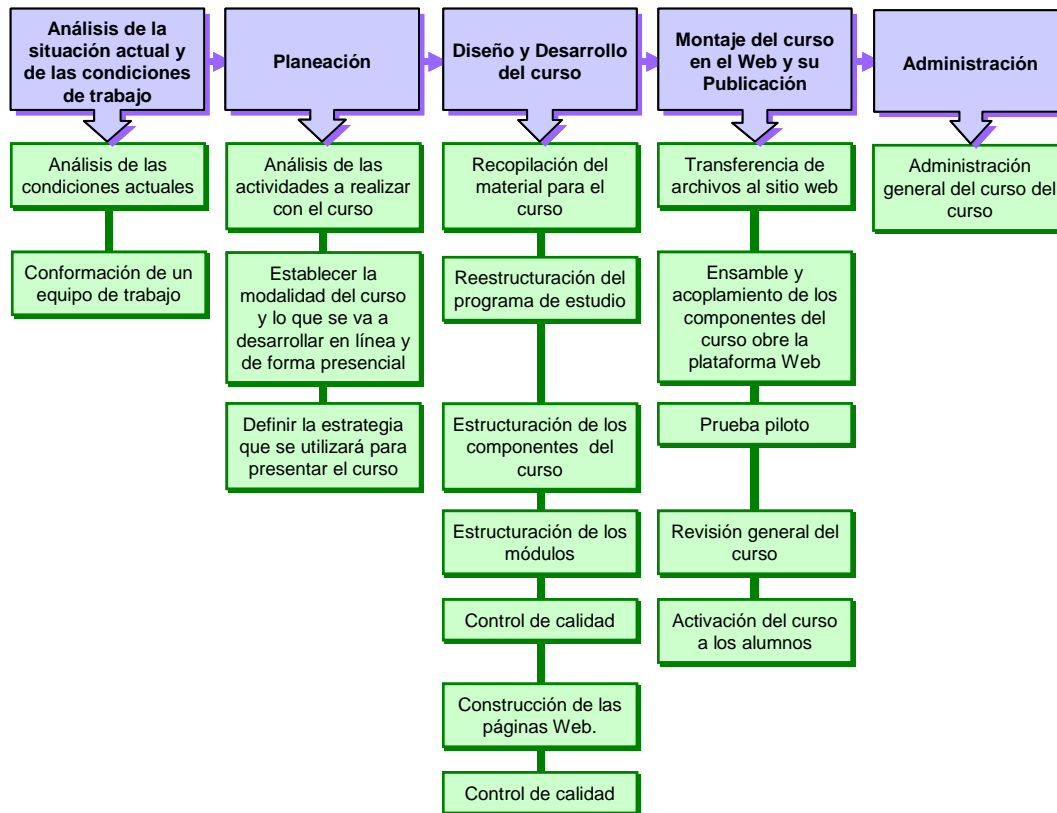 Análisis de la
situación actual y
de las condiciones
de trabajo
Planeación
Diseño y Desarrollo
del curso
Montaje del curso
en el Web y su
Publicación
Administración
Análisis de las
condiciones actuales
Conformación de un
equipo de trabajo
Análisis de las
actividades a realizar
con el curso
Establecer la
modalidad del curso
y lo que se va a
desarrollar en línea y
de forma presencial
Definir la estrategia
que se utilizará para
presentar el curso
Recopilación del
material para el
curso
Reestructuración del
programa de estudio
Estructuración de los
componentes del
curso
Estructuración de los
módulos
Control de calidad
Construcción de las
páginas Web.
Control de calidad
Transferencia de
archivos al sitio web
Ensamble y
acoplamiento de los
componentes del
curso obre la
plataforma Web
Prueba piloto
Revisión general del
curso
Activación del curso
a los alumnos
Administración
general del curso del
curso